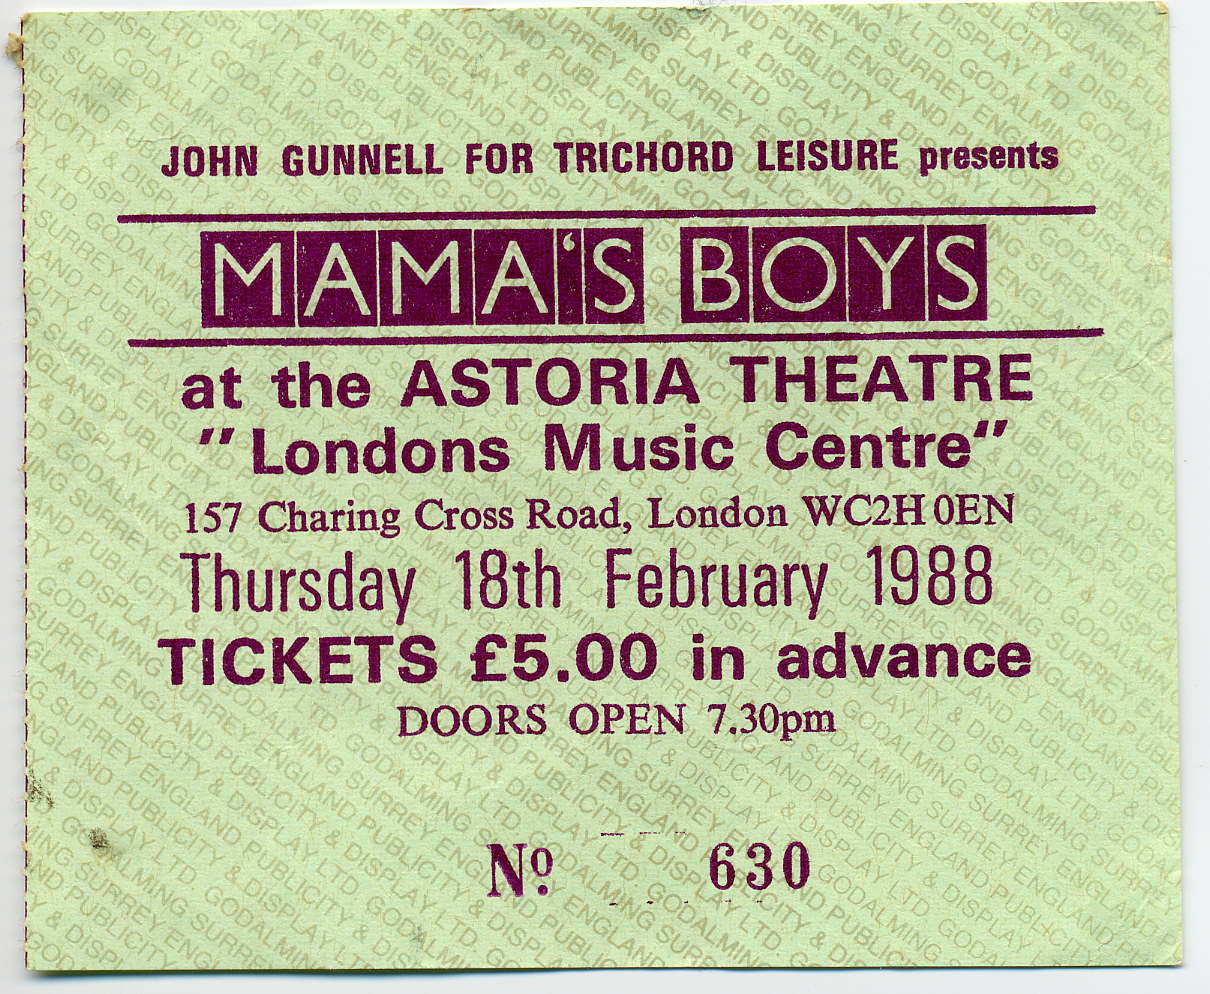 JOHN GUNNELL FOR TRICHORD LEISURE presents
MAMA'S BOYS
at the ASTORIA THEATRE
"Londons Music Centre"
157 Charing Cross Road, London WC2H 0EN
Thursday 18th February 1988
TICKETS £5.00 in advance
DOORS OPEN 7.30pm
Nº 630